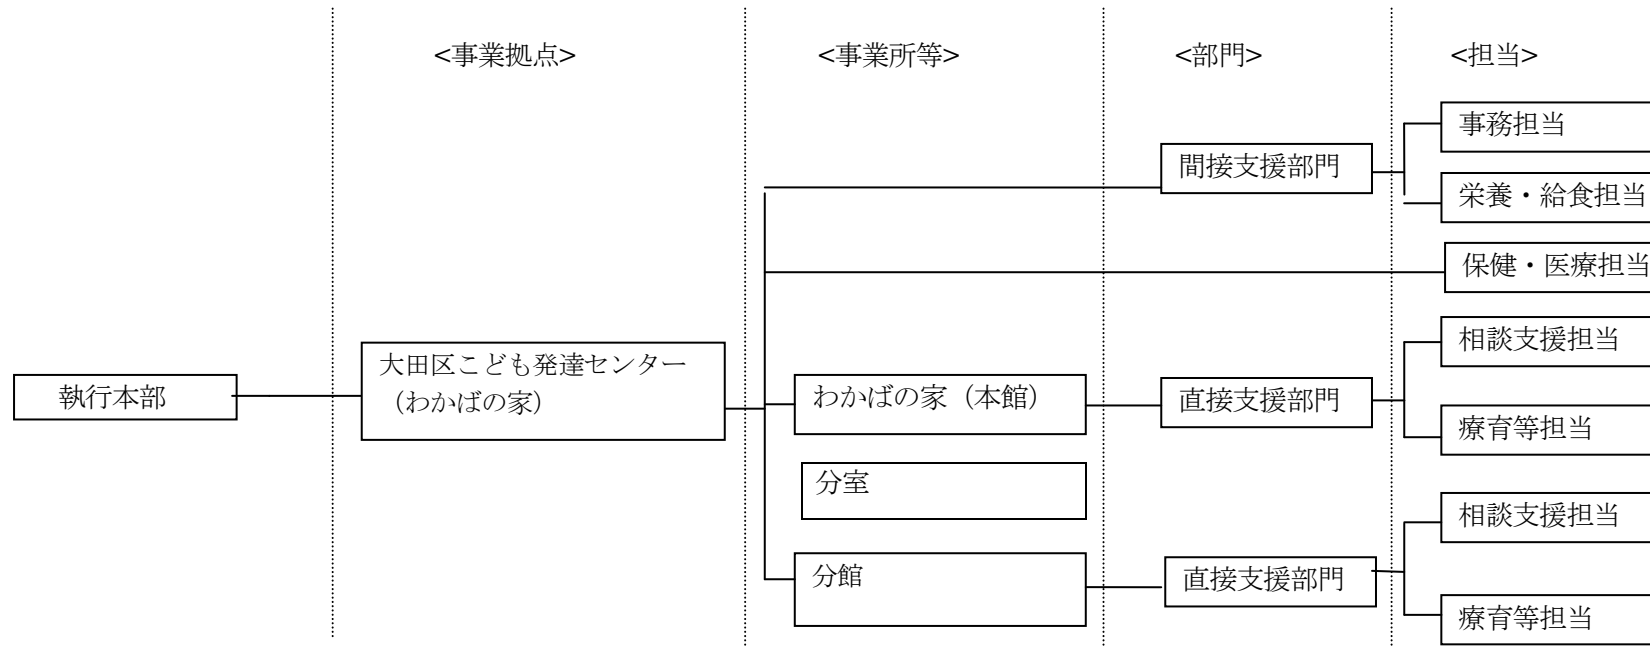 <事業拠点>
<事業所等>
<部門>
<担当>
執行本部
大田区こども発達センター
（わかばの家）
わかばの家（本館）
分室
分館
間接支援部門
直接支援部門
直接支援部門
事務担当
栄養・給食担当
保健・医療担当
相談支援担当
療育等担当
相談支援担当
療育等担当